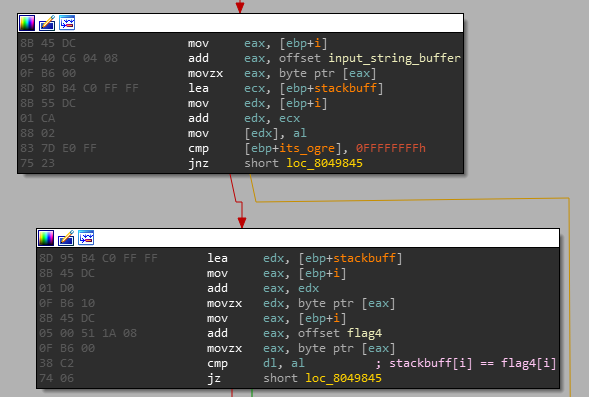 8B 45 DC mov eax, [ebp+i]
05 40 C6 04 08 add eax, offset input_string_buffer
0F B6 00 movzx eax, byte ptr [eax]
8D 8D B4 C0 FF FF lea ecx, [ebp+stackbuff]
8B 55 DC mov edx, [ebp+i]
01 CA add edx, ecx
88 02 mov [edx], al
83 7D E0 FF cmp [ebp+its_ogre], 0FFFFFFFFh
75 23 jnz short loc_8049845
8D 95 B4 C0 FF FF lea edx, [ebp+stackbuff]
8B 45 DC mov eax, [ebp+i]
01 D0 add eax, edx
0F B6 10 movzx edx, byte ptr [eax]
8B 45 DC mov eax, [ebp+i]
05 00 51 1A 08 add eax, offset flag4
0F B6 00 movzx eax, byte ptr [eax]
38 C2 cmp dl, al ; stackbuff[i] == flag4[i]
74 06 jz short loc_8049845